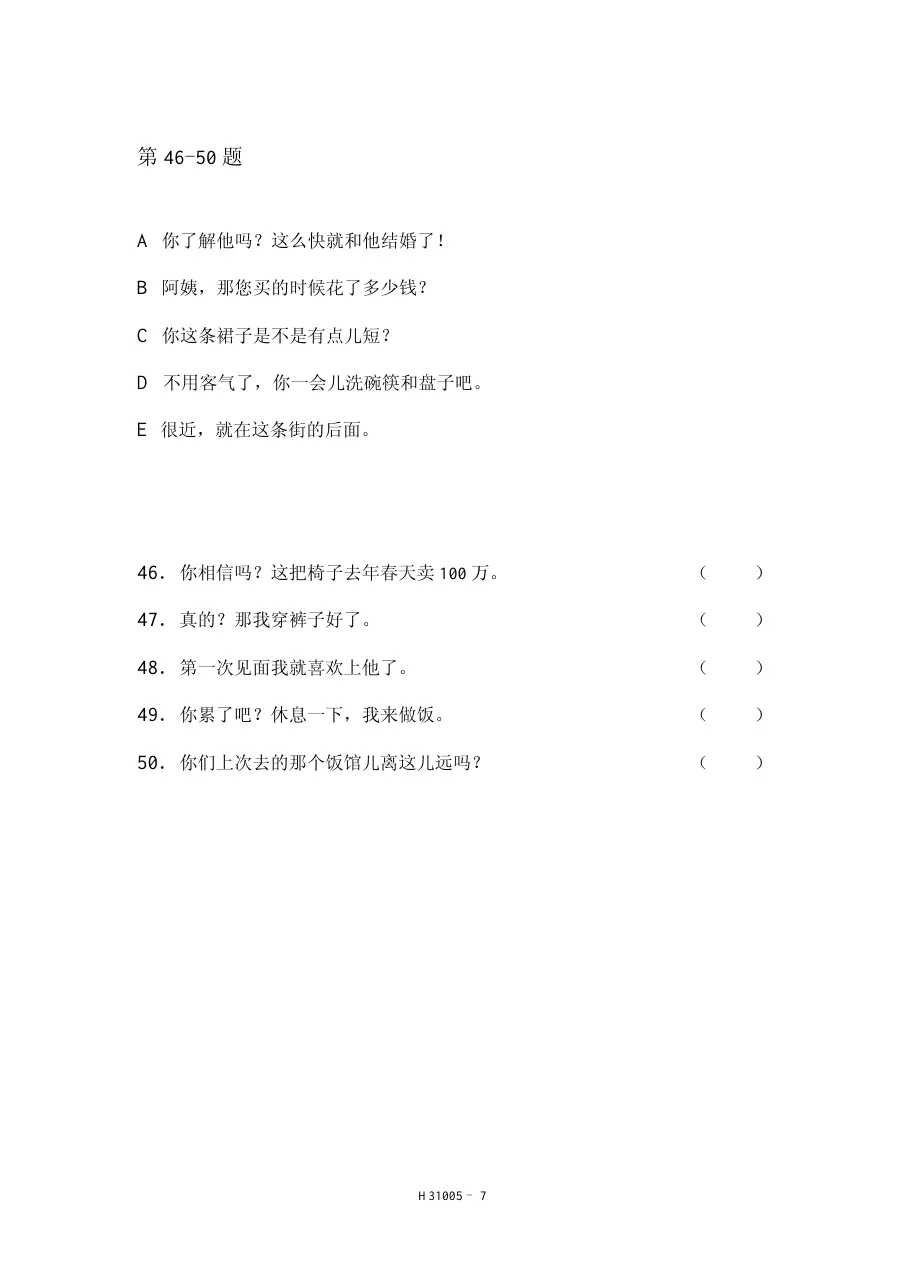 第 46-50 题
A 你了解他吗？这么快就和他结婚了！
B 阿姨，那您买的时候花了多少钱？
C 你这条裙子是不是有点儿短？
D 不用客气了，你一会儿洗碗筷和盘子吧。
E 很近，就在这条街的后面。
46. 你相信吗？这把椅子去年春天卖 100 万。 （ ）
47. 真的？那我穿裤子好了。 （ ）
48. 第一次见面我就喜欢上他了。 （ ）
49. 你累了吧？休息一下，我来做饭。 （ ）
50. 你们上次去的那个饭馆儿离这儿远吗？ （ ）
H31005- 7